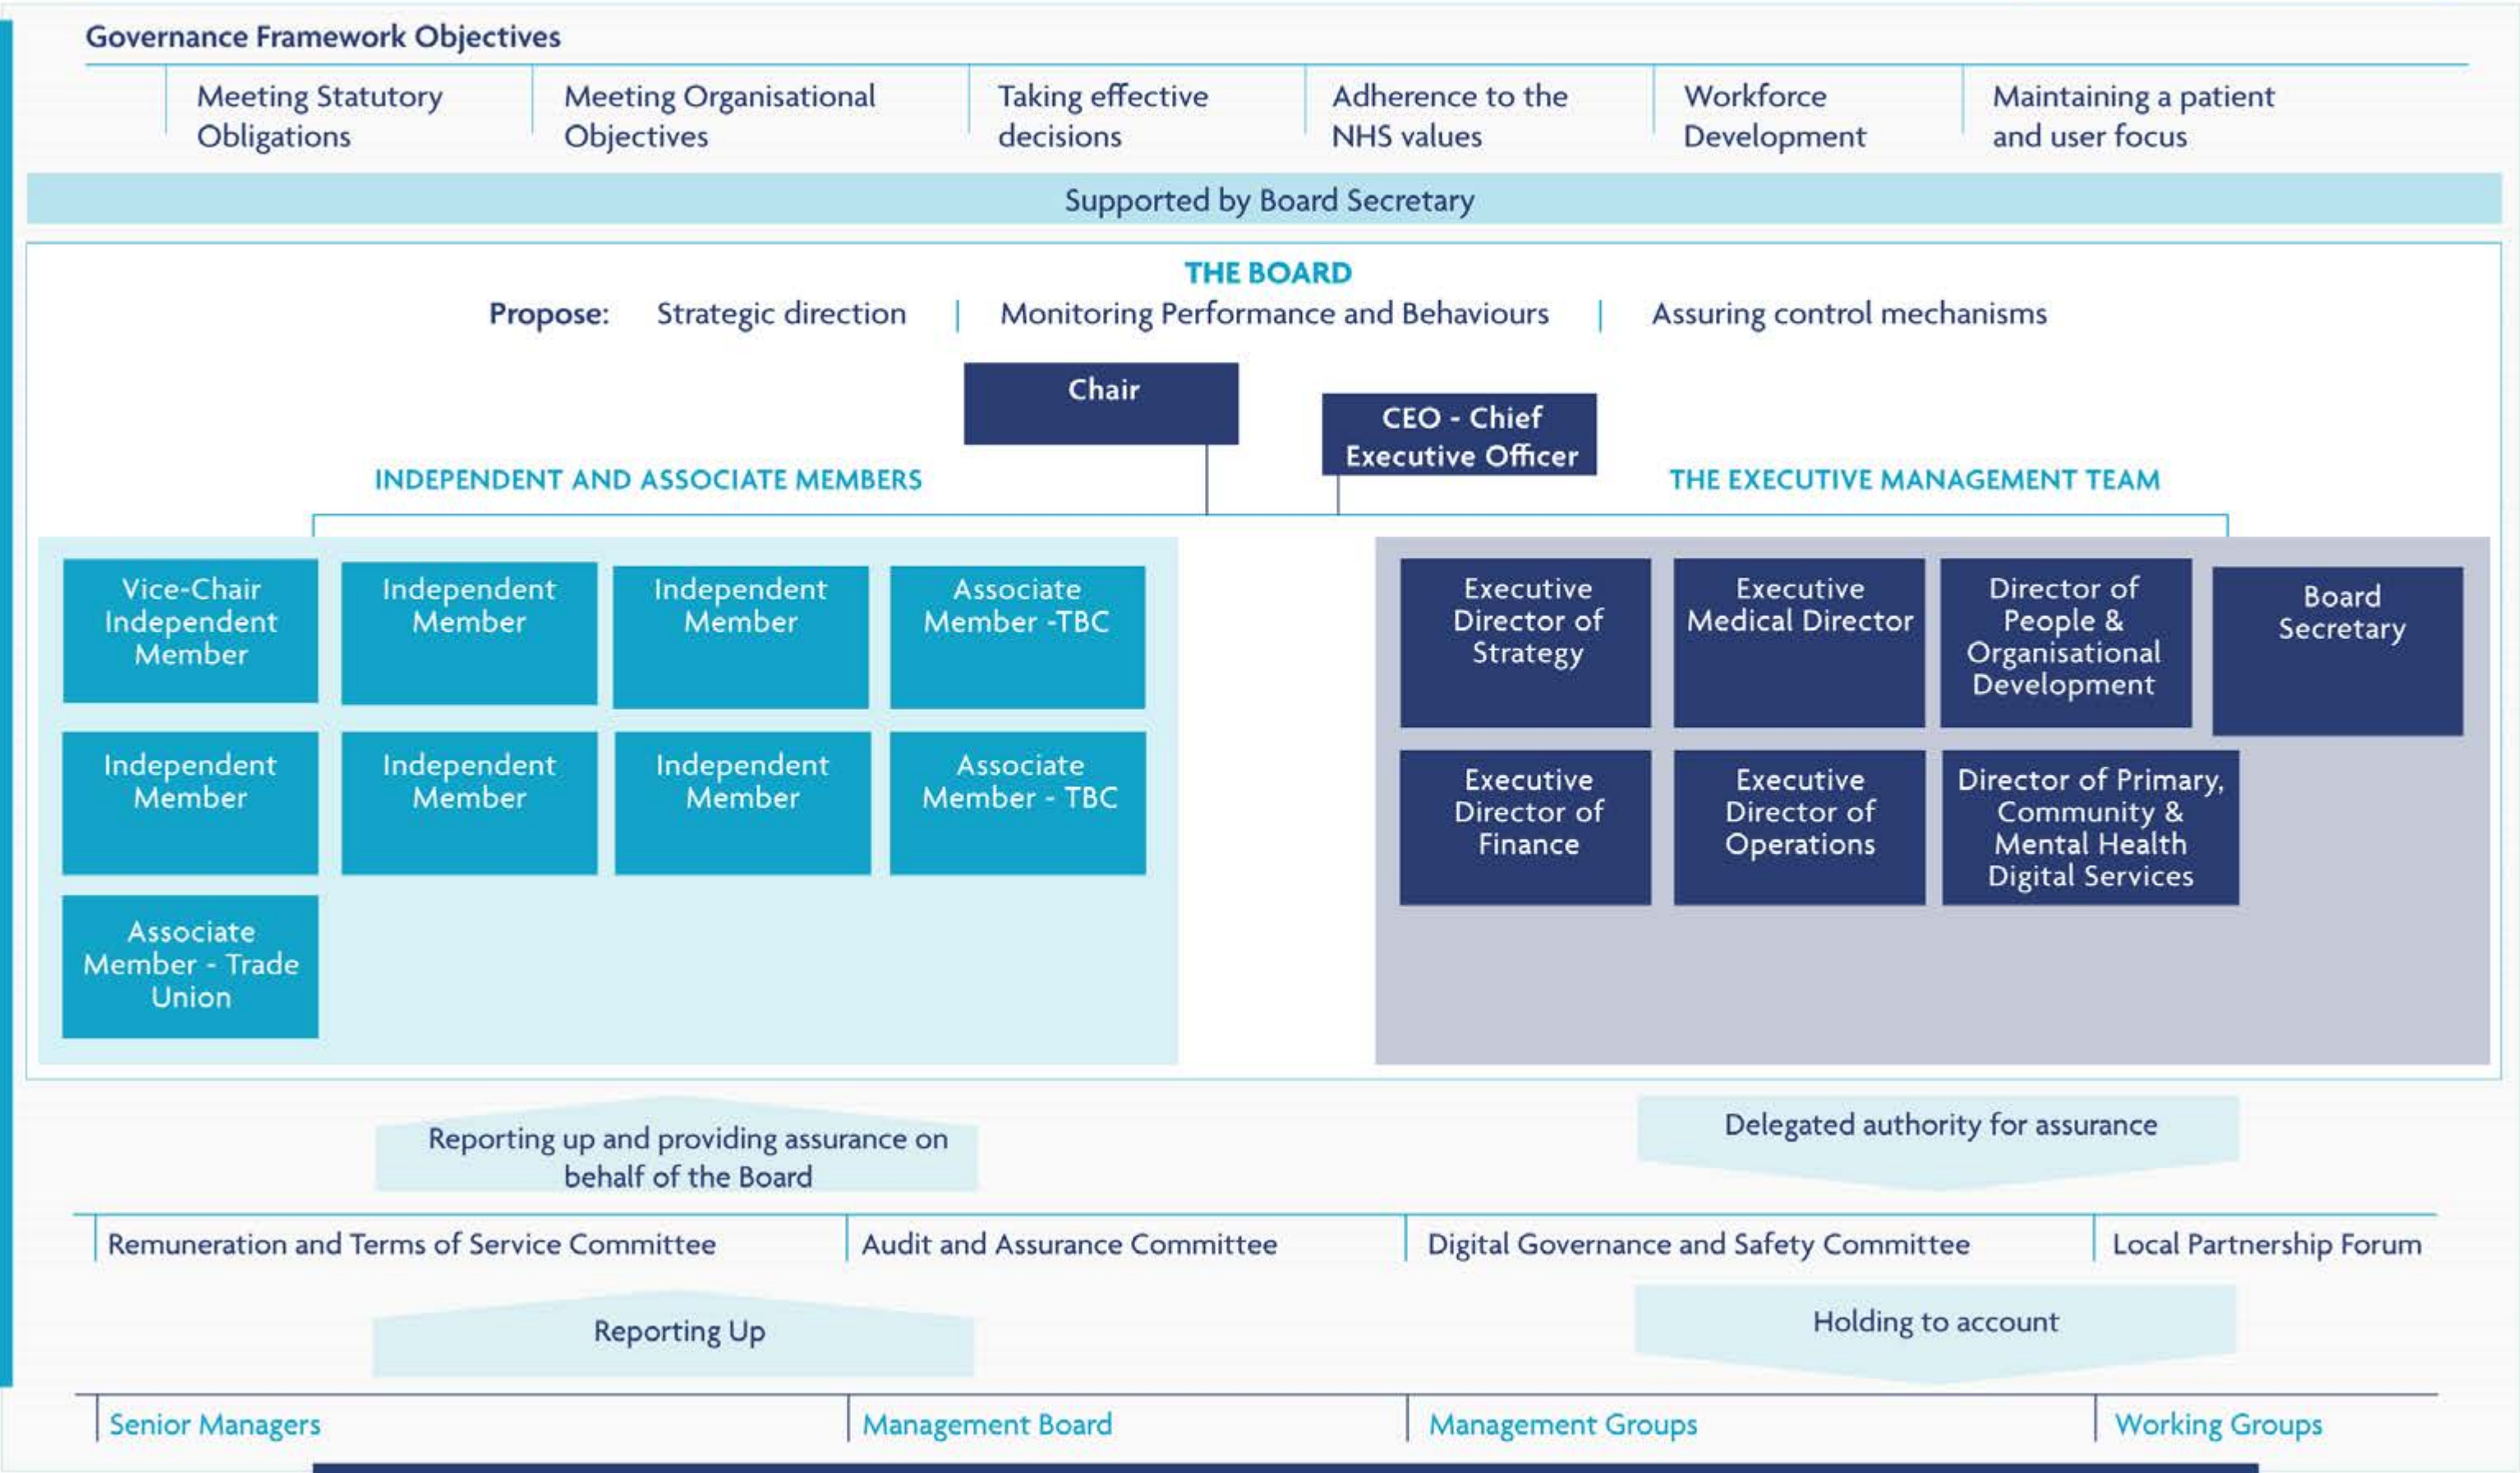 Governance Framework Objectives
Meeting Statutory
Obligations
Meeting Organisational
Objectives
Taking effective
decisions
Adherence to the
NHS values
Workforce
Development
Maintaining a patient
and user focus
Supported by Board Secretary
THE BOARD
Propose: Strategic direction | Monitoring Performance and Behaviours | Assuring control mechanisms
Chair
CEO - Chief
Executive Officer
INDEPENDENT AND ASSOCIATE MEMBERS
THE EXECUTIVE MANAGEMENT TEAM
Vice-Chair
Independent
Member
Independent
Member
Independent
Member
Associate
Member -TBC
Independent
Member
Independent
Member
Independent
Member
Associate
Member - TBC
Associate
Member - Trade
Union
Executive
Director of
Strategy
Executive
Medical Director
Director of
People &
Organisational
Development
Board
Secretary
Executive
Director of
Finance
Executive
Director of
Operations
Director of Primary,
Community &
Mental Health
Digital Services
Reporting up and providing assurance on
behalf of the Board
Delegated authority for assurance
Remuneration and Terms of Service Committee
Audit and Assurance Committee
Digital Governance and Safety Committee
Local Partnership Forum
Reporting Up
Holding to account
Senior Managers
Management Board
Management Groups
Working Groups